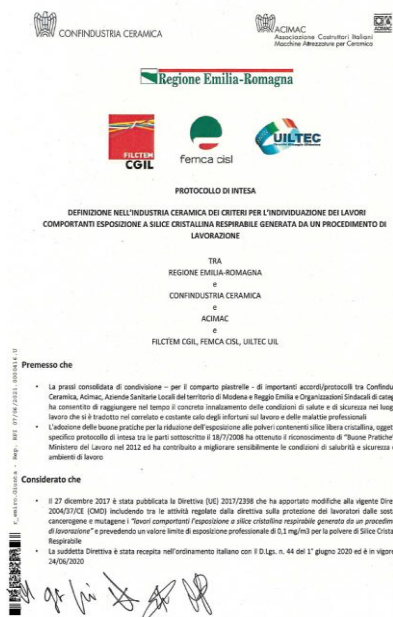 CONFINDUSTRIA CERAMICA
ACIMAC
Associazione Costruttori Italiani
Macchine Attrezzature per Ceramica
ACIMAC
Regione Emilia-Romagna
FILCTEM
CGIL
femca cisl
UILTEC
PROTOCOLLO DI INTESA
DEFINIZIONE NELL'INDUSTRIA CERAMICA DEI CRITERI PER L'INDIVIDUAZIONE DEI LAVORI
COMPORTANTI ESPOSIZIONE A SILICE CRISTALLINA RESPIRABILE GENERATA DA UN PROCEDIMENTO DI
LAVORAZIONE
TRA
REGIONE EMILIA-ROMAGNA
e
CONFINDUSTRIA CERAMICA
e
ACIMAC
e
FILCTEM CGIL, FEMCA CISL, UILTEC UIL
Premesso che
• La prassi consolidata di condivisione – per il comparto piastrelle - di importanti accordi/protocolli tra Confindu
Ceramica, Acimac, Aziende Sanitarie Locali del territorio di Modena e Reggio Emilia e Organizzazioni Sindacali di categ
ha consentito di raggiungere nel tempo il concreto innalzamento delle condizioni di salute e di sicurezza nei luog
lavoro che si è tradotto nel correlato e costante calo degli infortuni sul lavoro e delle malattie professionali
• L'adozione delle buone pratiche per la riduzione dell'esposizione alle polveri contenenti silice libera cristallina, ogget
specifico protocollo di intesa tra le parti sottoscritto il 18/7/2008 ha ottenuto il riconoscimento di "Buone Pratiche"
Ministero del Lavoro nel 2012 ed ha contribuito a migliorare sensibilmente le condizioni di salubrità e sicurezza
ambienti di lavoro
Considerato che
• Il 27 dicembre 2017 è stata pubblicata la Direttiva (UE) 2017/2398 che ha apportato modifiche alla vigente Dire
2004/37/CE (CMD) includendo tra le attività regolate dalla direttiva sulla protezione dei lavoratori dalle sost
cancerogene e mutagene i "lavori comportanti l'esposizione a silice cristallina respirabile generata da un procedime
di lavorazione" e prevedendo un valore limite di esposizione professionale di 0,1 mg/m3 per la polvere di Silice Crista
Respirabile
• La suddetta Direttiva è stata recepita nell'ordinamento italiano con il D.Lgs. n. 44 del 1° giugno 2020 ed è in vigore
24/06/2020